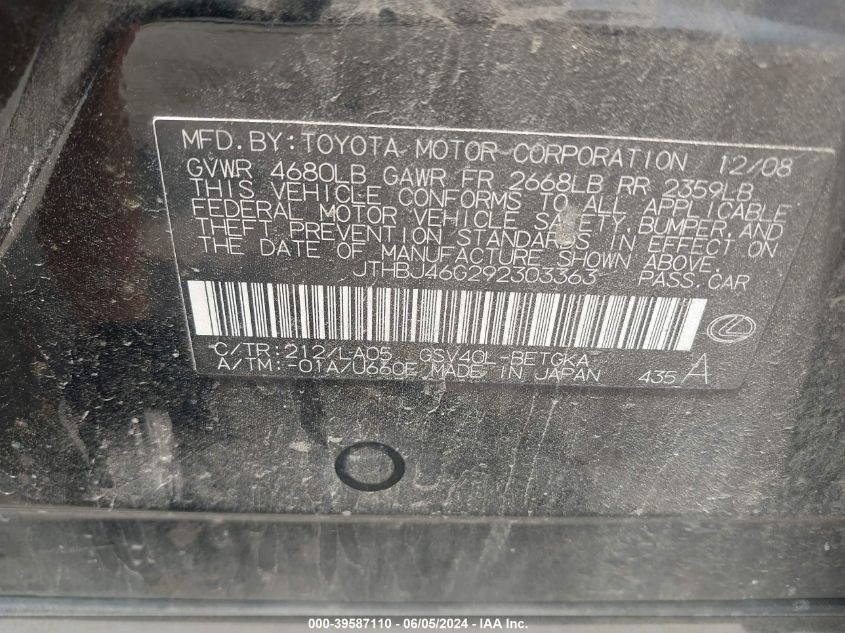 MFD. BY: TOYOTA MOTOR CORPORATION 12/08
GVWR 4680LB GAWR FR 2668LB RR 2359LB
THIS VEHICLE CONFORMS TO ALL APPLICABLE
FEDERAL MOTOR VEHICLE SAFETY, BUMPER, AND
THEFT PREVENTION STANDARDS IN EFFECT ON
THE DATE OF MANUFACTURE SHOWN ABOVE.
JTHBJ46G292303363 PASS. CAR
C/TR: 212/LA05 GSV40L-BETGKA
A/TM: -01A/U660E MADE IN JAPAN 435 A
000-39587110 - 06/05/2024 - IAA Inc.